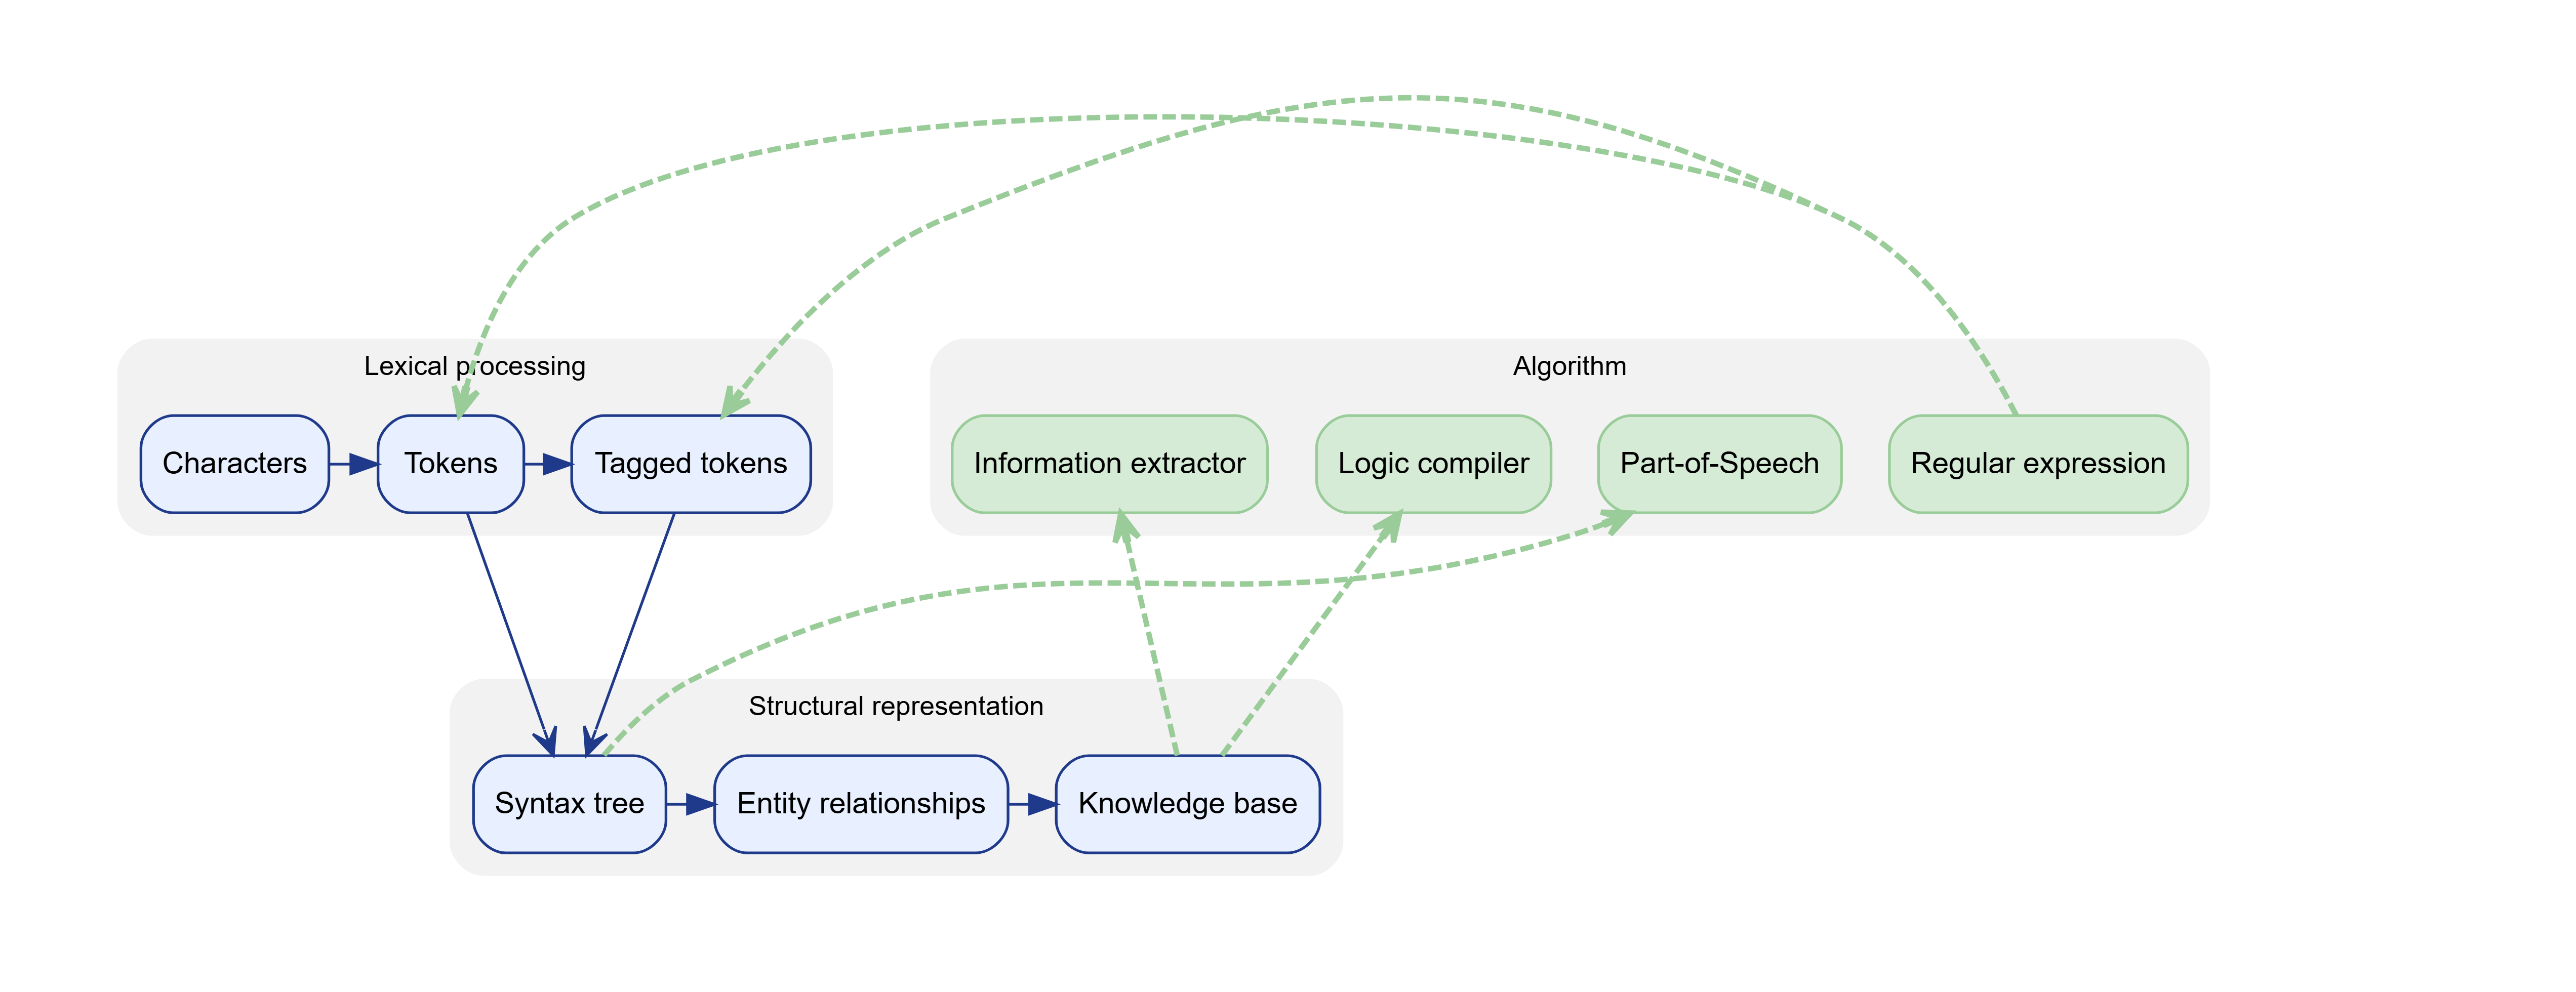 Lexical processing
Characters
Tokens
Tagged tokens
Algorithm
Information extractor
Logic compiler
Part-of-Speech
Regular expression
Structural representation
Syntax tree
Entity relationships
Knowledge base